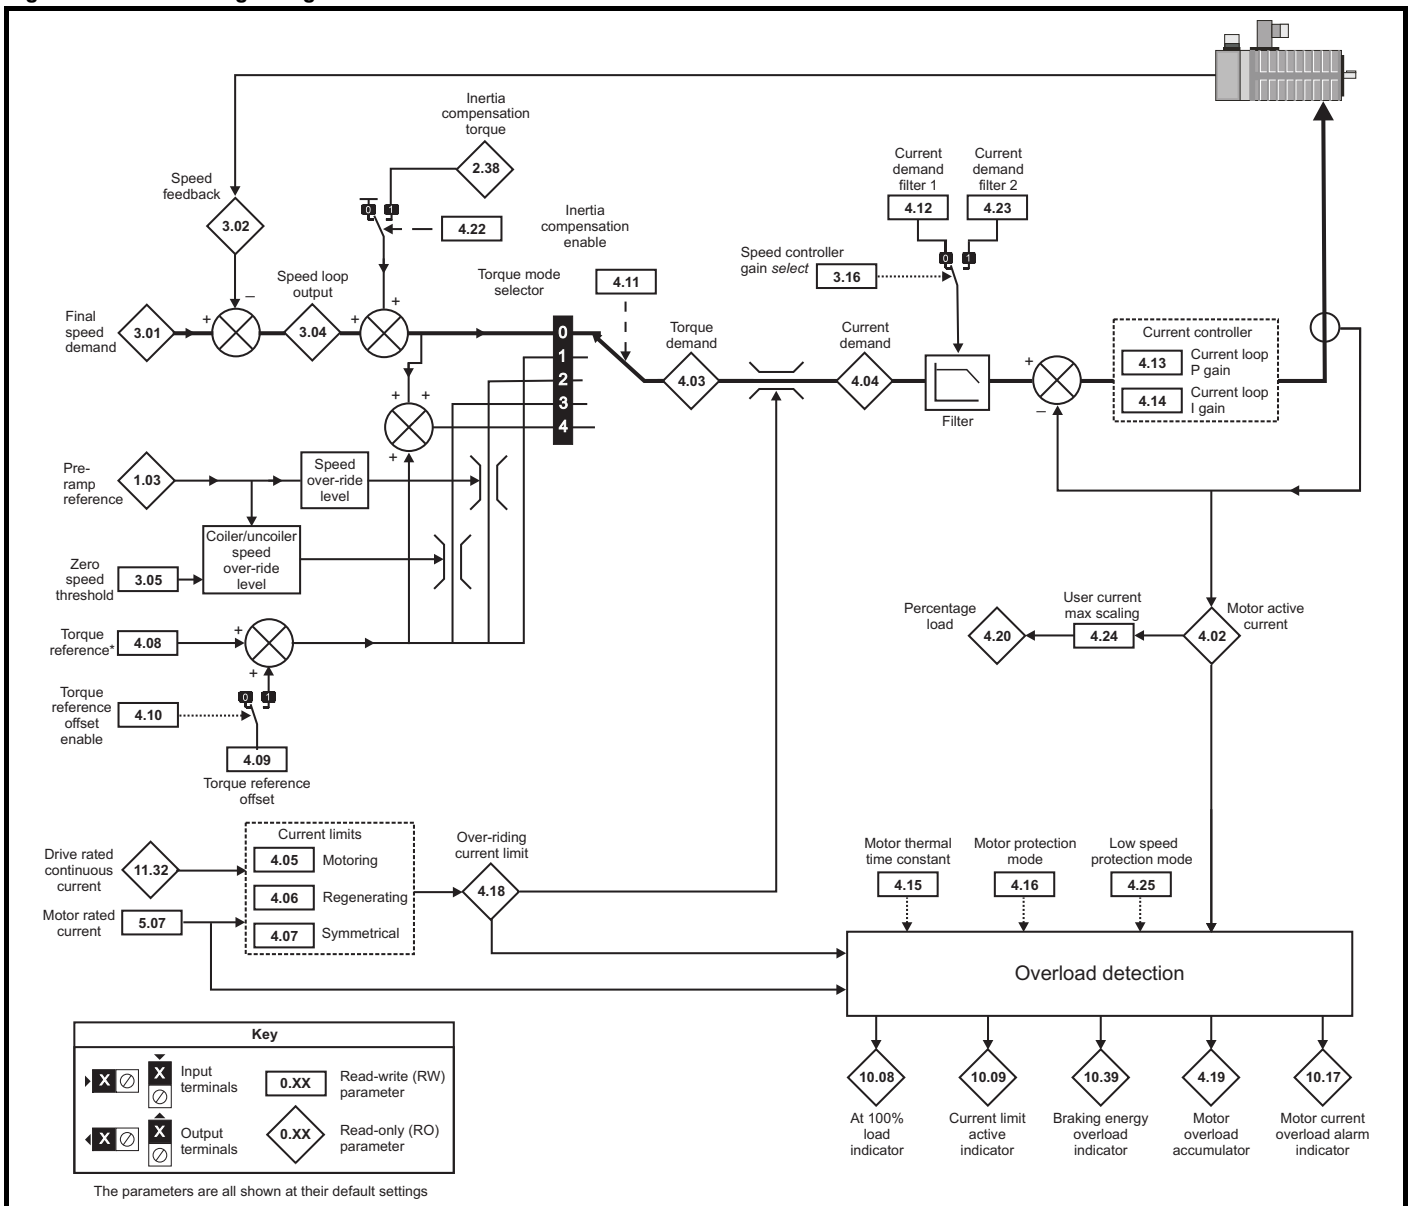 Inertia
compensation
torque
2.38
Speed
feedback
3.02
0
1
4.22
Inertia
compensation
enable
Current
demand
filter 1
Current
demand
filter 2
4.12
4.23
Speed controller
gain select
3.16
0
1
Speed loop
output
Torque mode
selector
4.11
Final
speed
demand
3.01
+
–
3.04
+
+
0
1
2
3
4
Torque
demand
4.03
Current
demand
4.04
Filter
+
–
Current controller
4.13
Current loop
P gain
4.14
Current loop
I gain
+
+
+
Pre-
ramp
reference
1.03
Speed
over-ride
level
Coiler/uncoiler
speed
over-ride
level
Zero
speed
threshold
3.05
Torque
reference*
4.08
+
+
0
1
Torque
reference
offset
enable
4.10
4.09
Torque reference
offset
Percentage
load
4.20
User current
max scaling
4.24
4.02
Motor active
current
Drive rated
continuous
current
11.32
Motor rated
current
5.07
Current limits
4.05
Motoring
4.06
Regenerating
4.07
Symmetrical
Over-riding
current limit
4.18
Motor thermal
time constant
4.15
Motor protection
mode
4.16
Low speed
protection mode
4.25
Overload detection
10.08
At 100%
load
indicator
10.09
Current limit
active
indicator
10.39
Braking energy
overload
indicator
4.19
Motor
overload
accumulator
10.17
Motor current
overload alarm
indicator
Key
X
X
Input
terminals
0.XX
Read-write (RW)
parameter
X
X
Output
terminals
0.XX
Read-only (RO)
parameter
The parameters are all shown at their default settings